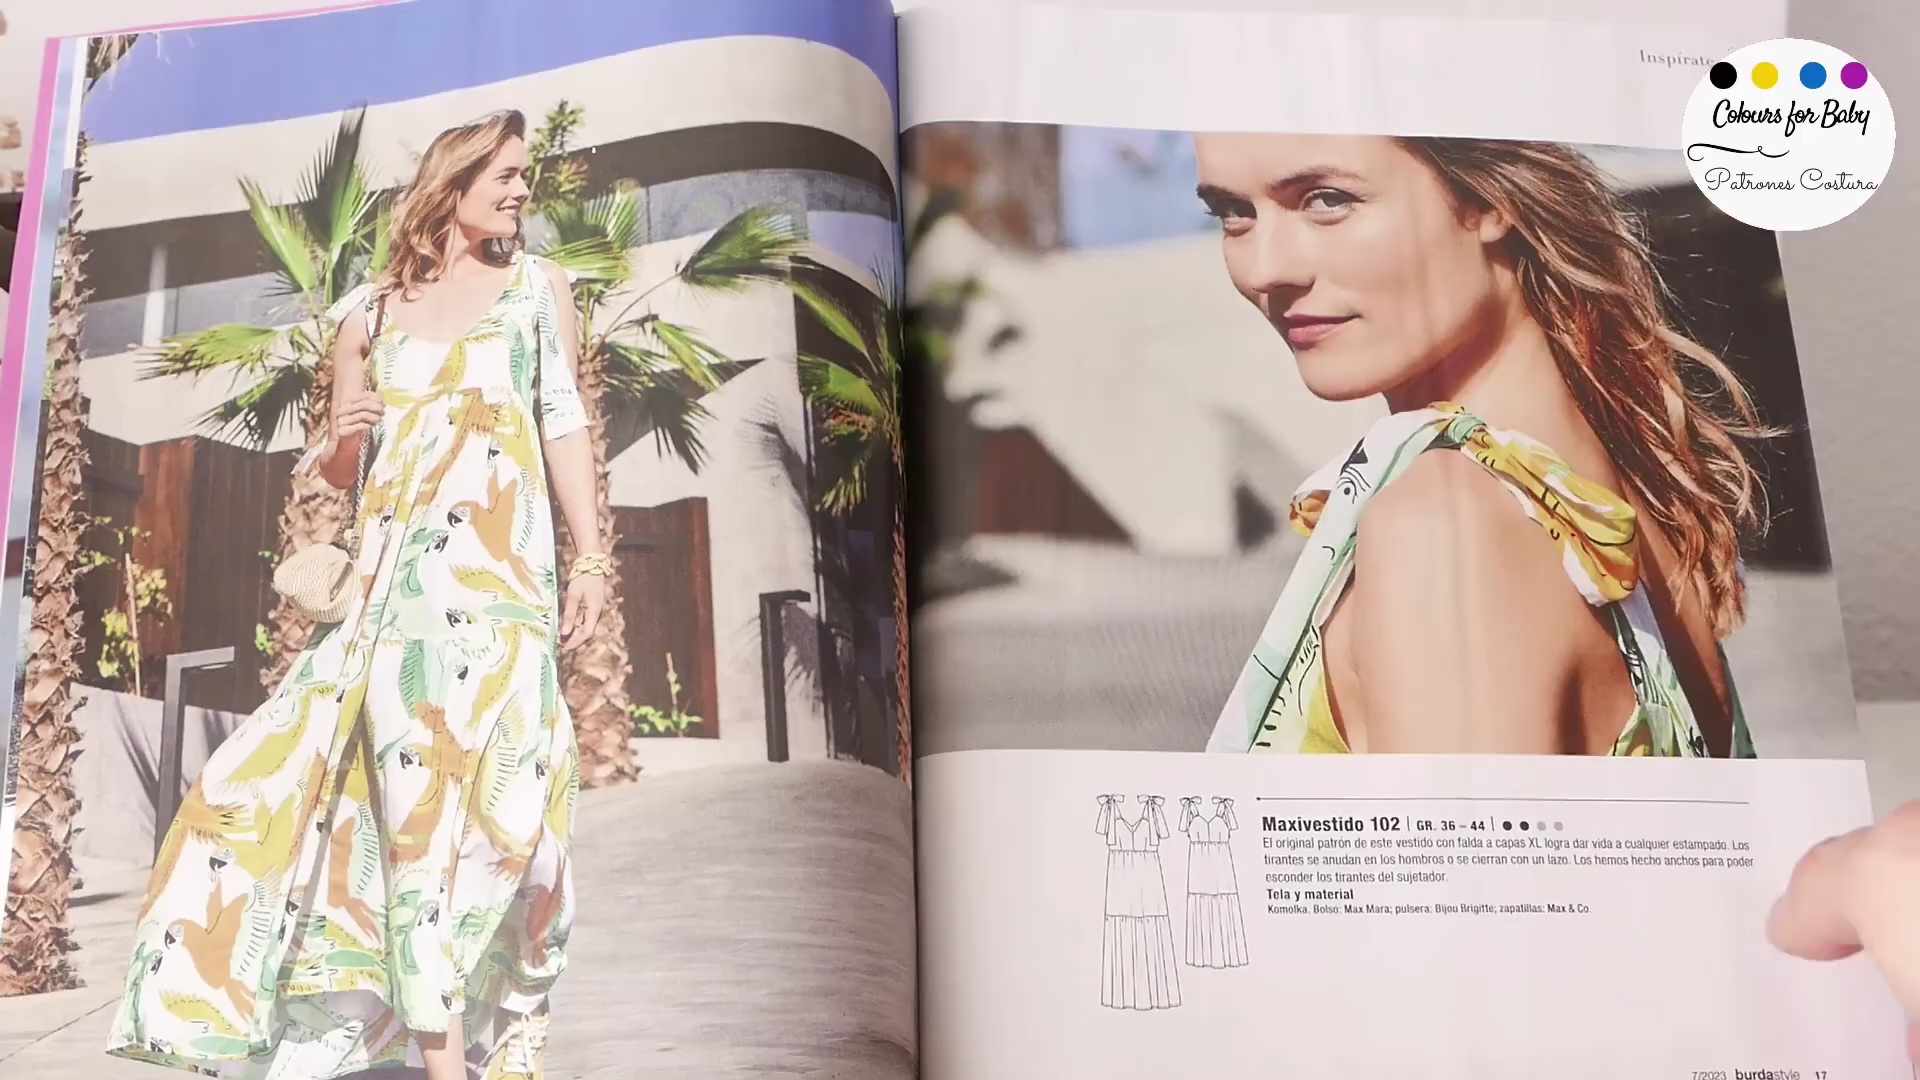 Inspírate
Colours for Baby
Patrones Costura
Maxivestido 102 | GR. 36 – 44 |
El original patrón de este vestido con falda a capas XL logra dar vida a cualquier estampado. Los
tirantes se anudan en los hombros o se cierran con un lazo. Los hemos hecho anchos para poder
esconder los tirantes del sujetador.
Tela y material
Komolka. Bolso: Max Mara; pulsera: Bijou Brigitte; zapatillas: Max & Co.
7/2023 burdastyle 17